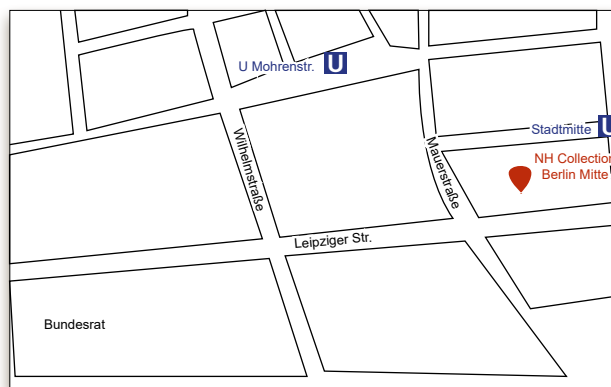 U Mohrenstr. U
Stadtmitte U
NH Collection
Berlin Mitte
Wilhelmstraße
Mauerstraße
Leipziger Str.
Bundesrat